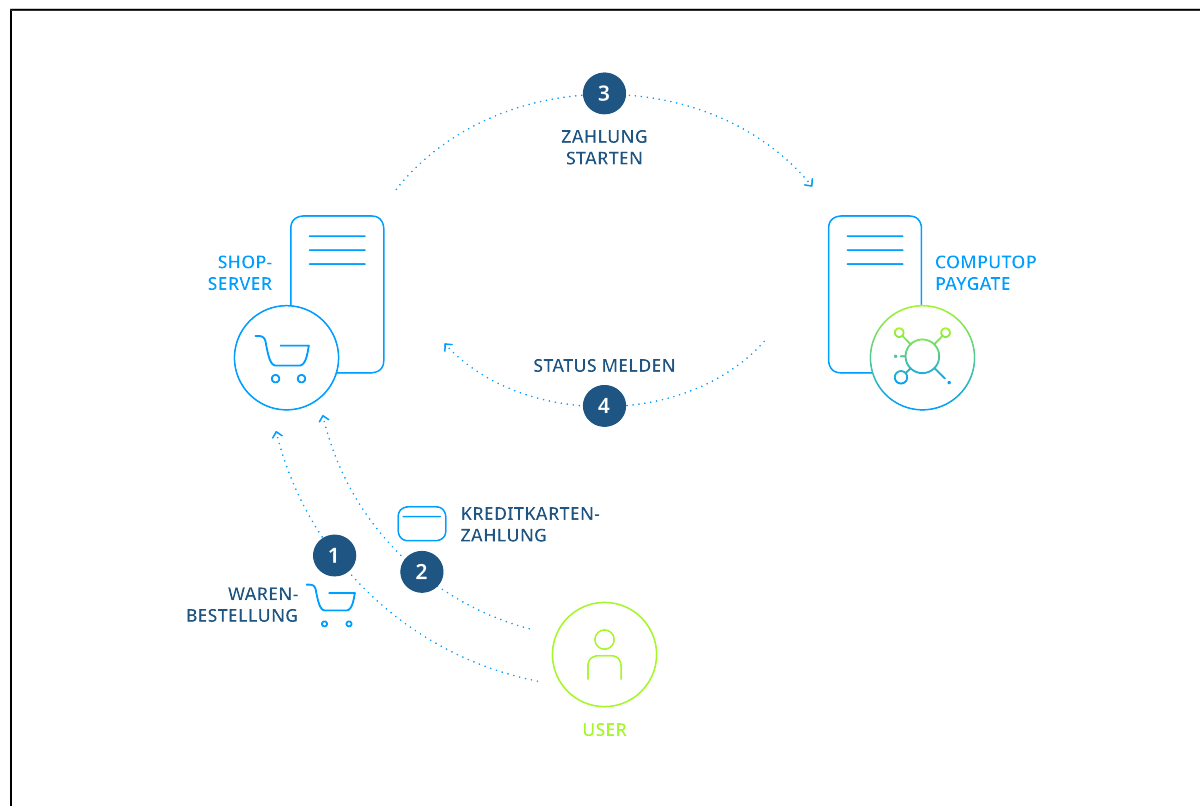 3
ZAHLUNG
STARTEN
SHOP-
SERVER
COMPUTOP
PAYGATE
STATUS MELDEN
4
KREDITKARTEN-
ZAHLUNG
1
2
WAREN-
BESTELLUNG
USER